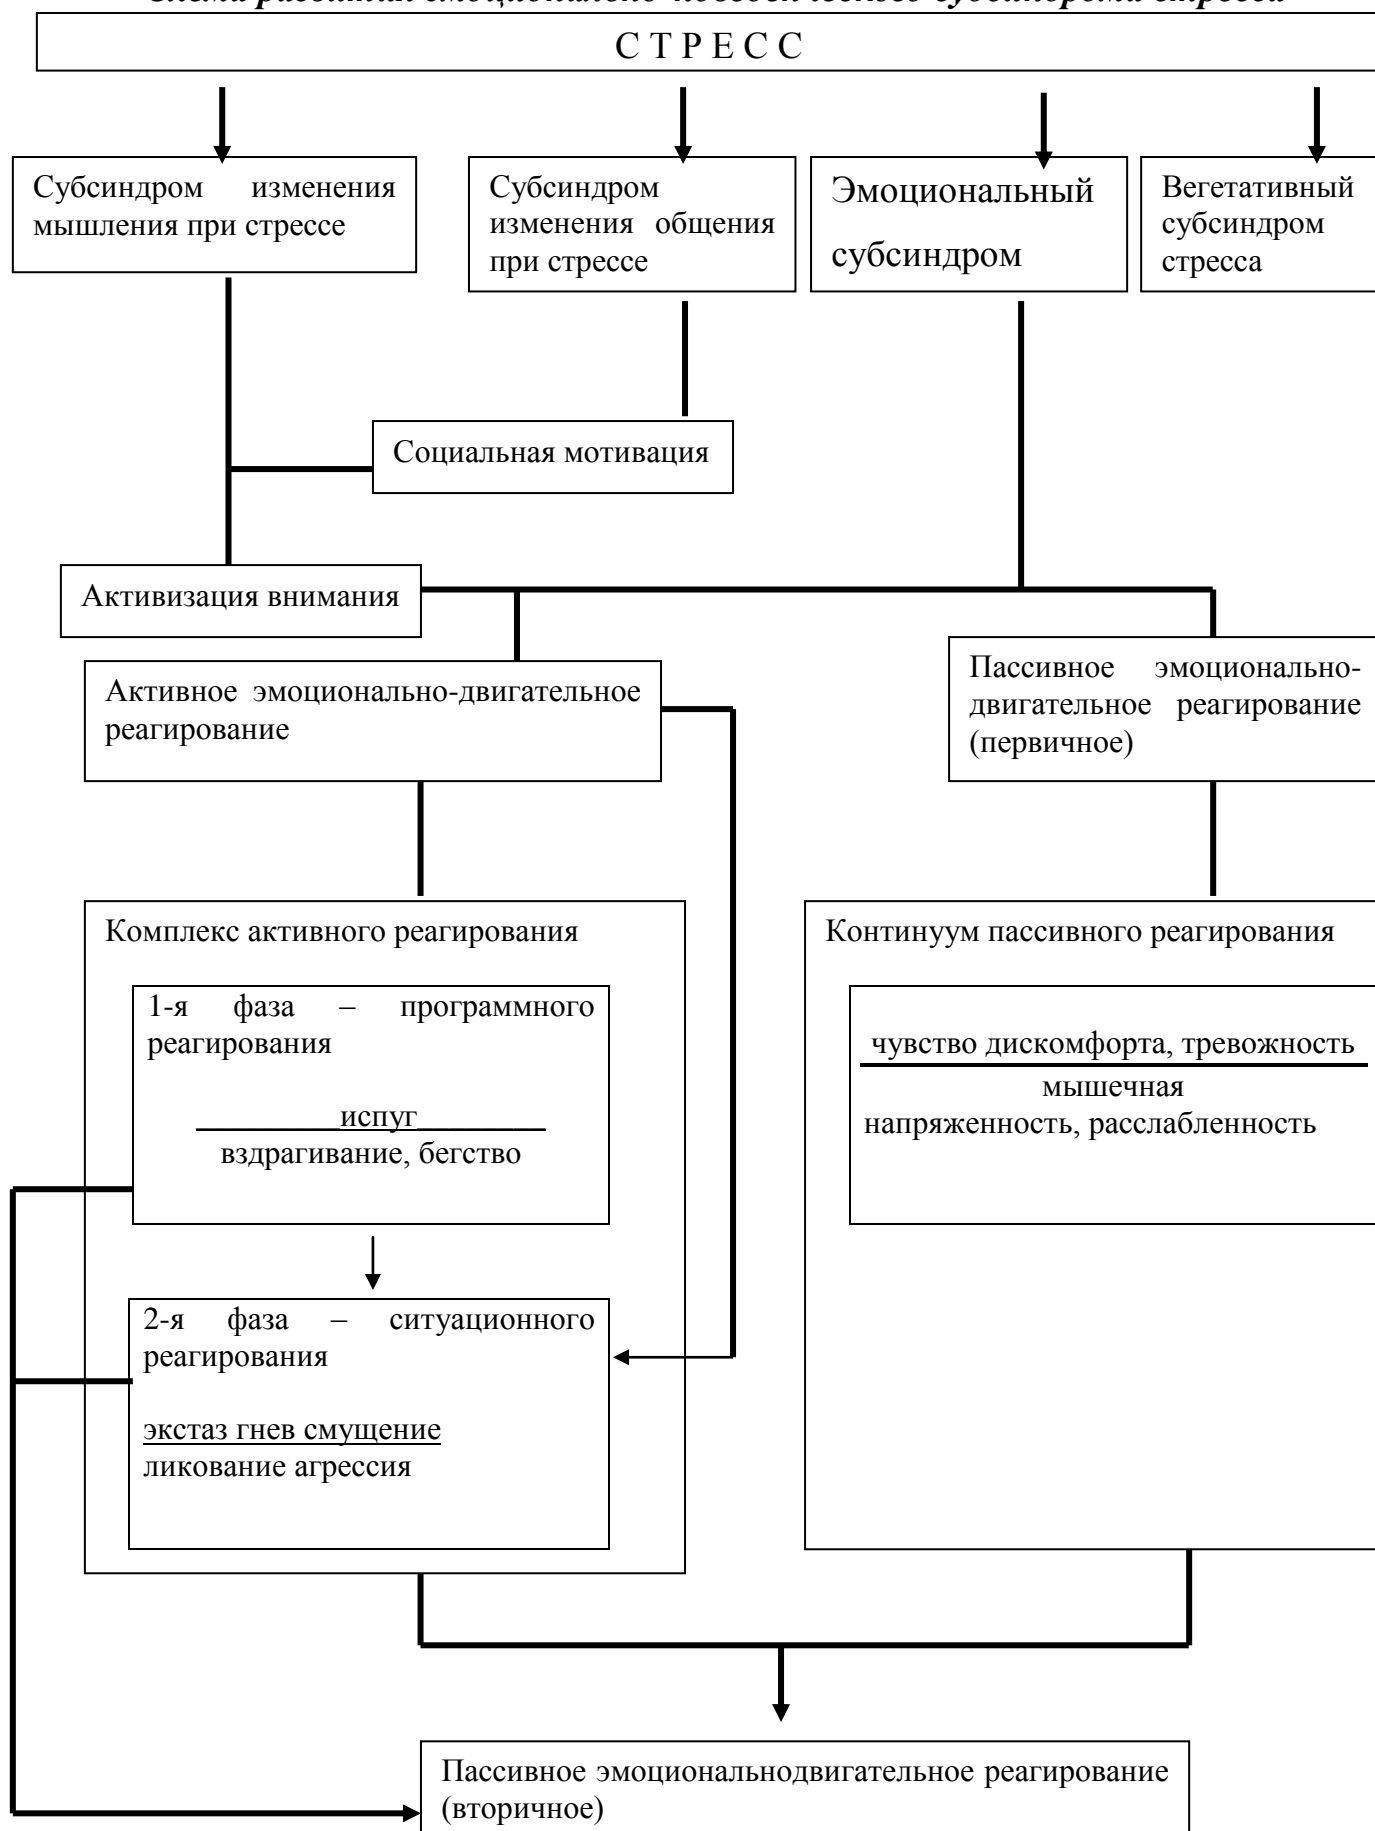 С Т Р Е С С
Субсиндром изменения
мышления при стрессе
Субсиндром
изменения общения
при стрессе
Эмоциональный
субсиндром
Вегетативный
субсиндром
стресса
Социальная мотивация
Активизация внимания
Активное эмоционально-двигательное
реагирование
Пассивное эмоционально-
двигательное реагирование
(первичное)
Комплекс активного реагирования
1-я фаза – программного
реагирования
испуг
вздрагивание, бегство
2-я фаза – ситуационного
реагирования
экстаз гнев смущение
ликование агрессия
Континуум пассивного реагирования
чувство дискомфорта, тревожность
мышечная
напряженность, расслабленность
Пассивное эмоциональнодвигательное реагирование
(вторичное)